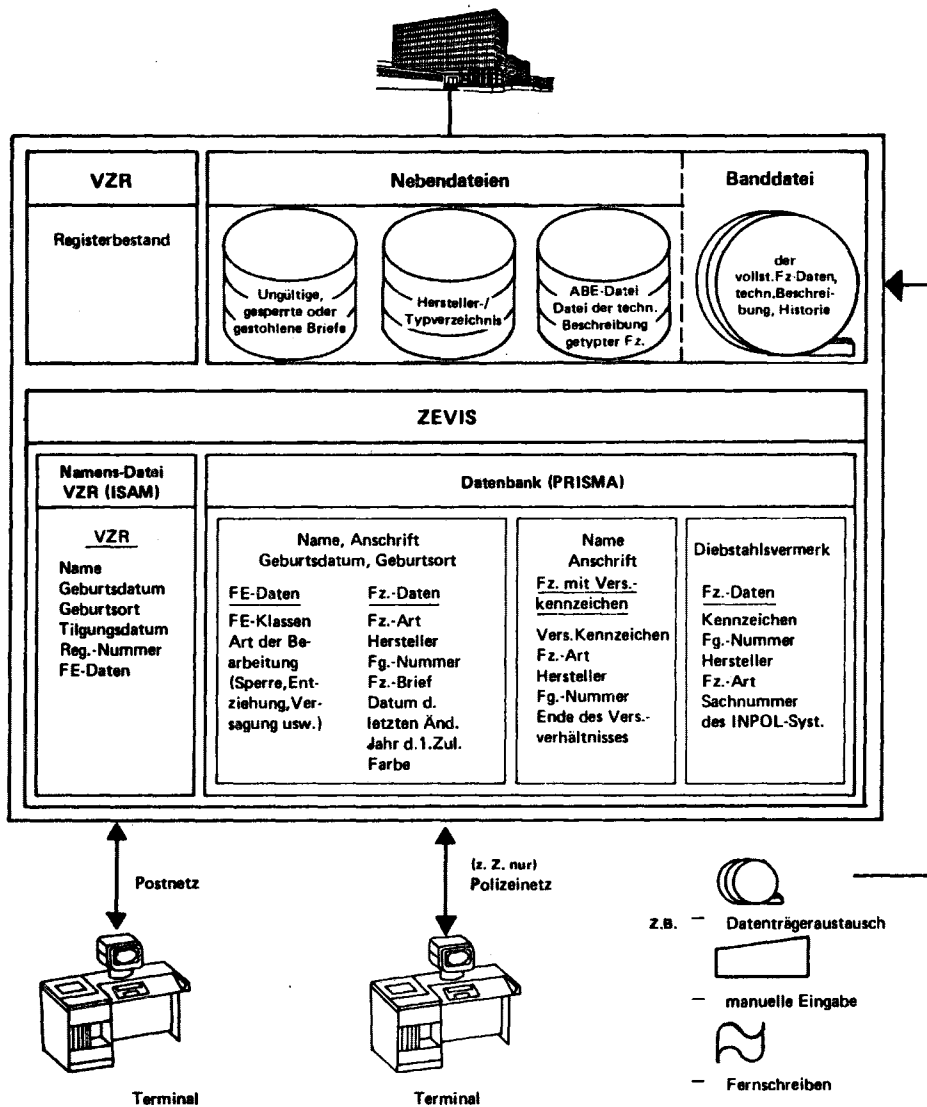 VZR
Nebendateien
Banddatei
Registerbestand
Ungültige,
gesperrte oder
gestohlene Briefe
Hersteller-/
Typverzeichnis
ABE-Datei
Datei der techn.
Beschreibung
getypter Fz.
der
vollst.Fz-Daten,
techn.Beschrei-
bung, Historie
ZEVIS
Namens-Datei
VZR (ISAM)
VZR
Name
Geburtsdatum
Geburtsort
Tilgungsdatum
Reg.-Nummer
FE-Daten
Datenbank (PRISMA)
Name, Anschrift
Geburtsdatum, Geburtsort
FE-Daten
FE-Klassen
Art der Be-
arbeitung
(Sperre,Ent-
ziehung,Ver-
sagung usw.)
Fz.-Daten
Fz.-Art
Hersteller
Fg.-Nummer
Fz.-Brief
Datum d.
letzten Änd.
Jahr d.1.Zul.
Farbe
Name
Anschrift
Fz. mit Vers.-
kennzeichen
Vers.Kennzeichen
Fz.-Art
Hersteller
Fg.-Nummer
Ende des Vers.-
verhältnisses
Diebstahlsvermerk
Fz.-Daten
Kennzeichen
Fg.-Nummer
Hersteller
Fz.-Art
Sachnummer
des INPOL-Syst.
Postnetz
(z. Z. nur)
Polizeinetz
Z.B. — Datenträgeraustausch
— manuelle Eingabe
— Fernschreiben
Terminal
Terminal